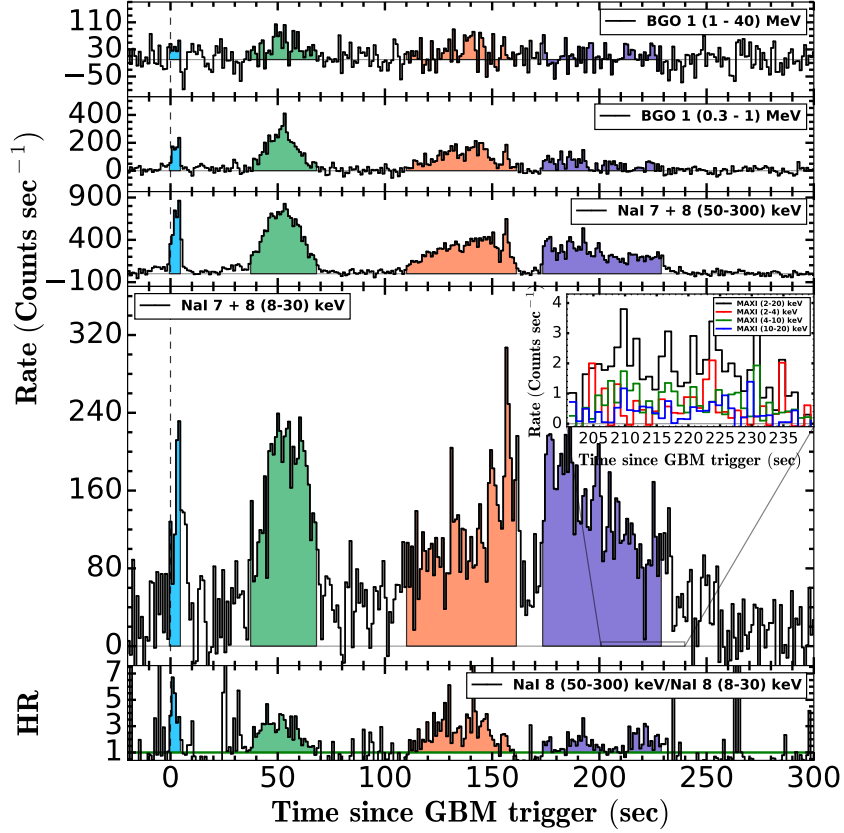 110
30
−50
BGO 1 (1 - 40) MeV
400
200
0
BGO 1 (0.3 - 1) MeV
900
400
−100
NaI 7 + 8 (50-300) keV
Rate (Counts sec⁻¹)
320
240
160
80
0
NaI 7 + 8 (8-30) keV
4
3
2
1
0
Rate (Counts sec⁻¹)
MAXI (2-20) keV
MAXI (2-4) keV
MAXI (4-10) keV
MAXI (10-20) keV
205 210 215 220 225 230 235
Time since GBM trigger (sec)
HR
7
5
3
1
NaI 8 (50-300) keV/NaI 8 (8-30) keV
0 50 100 150 200 250 300
Time since GBM trigger (sec)